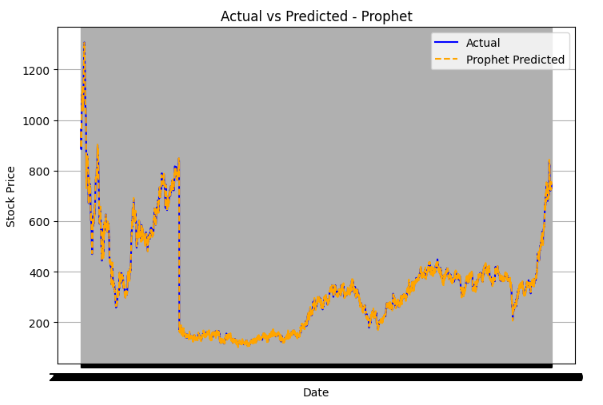 Actual vs Predicted - Prophet
Actual
Prophet Predicted
1200
1000
800
600
400
200
Stock Price
Date